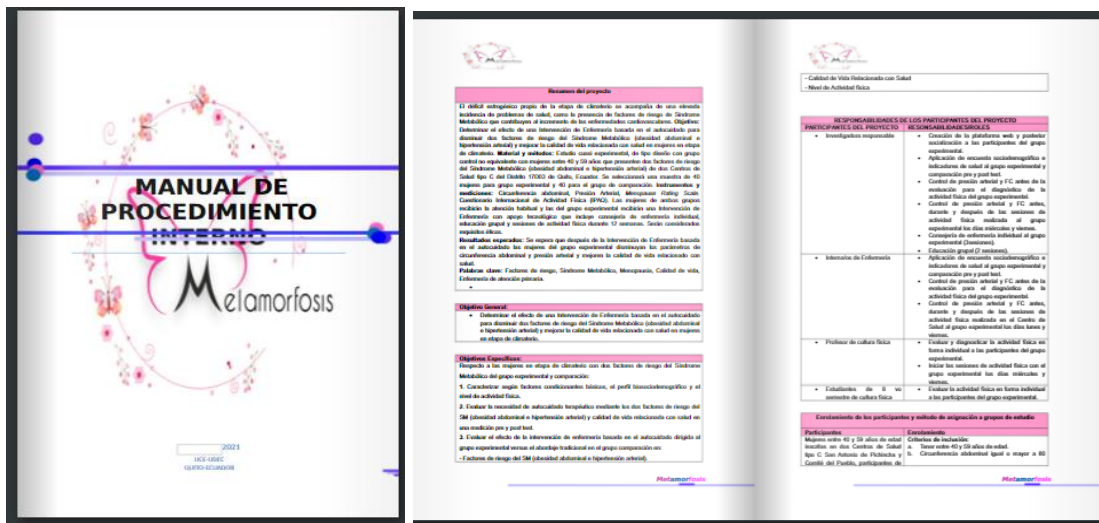 MANUAL DE
PROCEDIMIENTO
INTERNO
Metamorfosis
2021
UCE-UDEC
QUITO-ECUADOR
Metamorfosis
Resumen del proyecto
El déficit estrogénico propio de la etapa de climaterio se acompaña de una elevada
incidencia de problemas de salud, como la presencia de factores de riesgo de Síndrome
Metabólico que contribuyen al incremento de las enfermedades cardiovasculares. Objetivo:
Determinar el efecto de una Intervención de Enfermería basada en el autocuidado para
disminuir dos factores de riesgo del Síndrome Metabólico (obesidad abdominal e
hipertensión arterial) y mejorar la calidad de vida relacionada con salud en mujeres en etapa
de climaterio. Material y métodos: Estudio cuasi experimental, de tipo diseño con grupo
control no equivalente con mujeres entre 40 y 59 años que presenten dos factores de riesgo
del Síndrome Metabólico (obesidad abdominal e hipertensión arterial) de dos Centros de
Salud tipo C del Distrito 17D03 de Quito, Ecuador. Se seleccionará una muestra de 40
mujeres para grupo experimental y 40 para el grupo de comparación. Instrumentos y
mediciones: Circunferencia abdominal, Presión Arterial, Menopause Rating Scale.
Cuestionario Internacional de Actividad Física (IPAQ). Las mujeres de ambos grupos
recibirán la atención habitual y las del grupo experimental recibirán una Intervención de
Enfermería con apoyo tecnológico que incluye consejería de enfermería individual,
educación grupal y sesiones de actividad física durante 12 semanas. Serán considerados
requisitos éticos.
Resultados esperados: Se espera que después de la Intervención de Enfermería basada
en el autocuidado las mujeres del grupo experimental disminuyan los parámetros de
circunferencia abdominal y presión arterial y mejoren la calidad de vida relacionado con
salud.
Palabras clave: Factores de riesgo, Síndrome Metabólico, Menopausia, Calidad de vida,
Enfermería de atención primaria.
Objetivo General:
• Determinar el efecto de una Intervención de Enfermería basada en el autocuidado
para disminuir dos factores de riesgo del Síndrome Metabólico (obesidad abdominal
e hipertensión arterial) y mejorar la calidad de vida relacionada con salud en mujeres
en etapa de climaterio.
Objetivos Específicos:
Respecto a las mujeres en etapa de climaterio con dos factores de riesgo del Síndrome
Metabólico del grupo experimental y comparación:
1. Caracterizar según factores condicionantes básicos, el perfil biosociodemográfico y el
nivel de actividad física.
2. Evaluar la necesidad de autocuidado terapéutico mediante los dos factores de riesgo del
SM (obesidad abdominal e hipertensión arterial) y calidad de vida relacionada con salud en
una medición pre y post test.
3. Evaluar el efecto de la intervención de enfermería basada en el autocuidado dirigida al
grupo experimental versus el abordaje tradicional en el grupo comparación en:
- Factores de riesgo del SM (obesidad abdominal e hipertensión arterial).
Metamorfosis
Metamorfosis
- Calidad de Vida Relacionada con Salud
- Nivel de Actividad física
RESPONSABILIDADES DE LOS PARTICIPANTES DEL PROYECTO
PARTICIPANTES DEL PROYECTO RESPONSABILIDADES/ROLES
• Investigadora responsable
• Creación de la plataforma web y posterior
socialización a las participantes del grupo
experimental.
• Aplicación de encuesta sociodemográfica e
indicadores de salud al grupo experimental y
comparación pre y post test.
• Control de presión arterial y FC antes de la
evaluación para el diagnóstico de la
actividad física del grupo experimental.
• Control de presión arterial y FC antes,
durante y después de las sesiones de
actividad física realizada al grupo
experimental los días miércoles y viernes.
• Consejería de enfermería individual al grupo
experimental (3sesiones).
• Educación grupal (2 sesiones).
• Internarias de Enfermería
• Aplicación de encuesta sociodemográfica e
indicadores de salud al grupo experimental y
comparación pre y post test.
• Control de presión arterial y FC antes de la
evaluación para el diagnóstico de la
actividad física del grupo experimental.
• Control de presión arterial y FC antes,
durante y después de las sesiones de
actividad física realizada en el Centro de
Salud al grupo experimental los días lunes y
viernes.
• Profesor de cultura física
• Evaluar y diagnosticar la actividad física en
forma individual a las participantes del grupo
experimental.
• Iniciar las sesiones de actividad física con el
grupo experimental los días miércoles y
viernes.
• Estudiantes de 8 vo
semestre de cultura física
• Evaluar la actividad física en forma individual
a las participantes del grupo experimental.
Enrolamiento de los participantes y método de asignación a grupos de estudio
Participantes Enrolamiento
Mujeres entre 40 y 59 años de edad
inscritas en dos Centros de Salud
tipo C San Antonio de Pichincha y
Comité del Pueblo, participantes de
Criterios de inclusión:
a. Tener entre 40 y 59 años de edad.
b. Circunferencia abdominal igual o mayor a 80
Metamorfosis